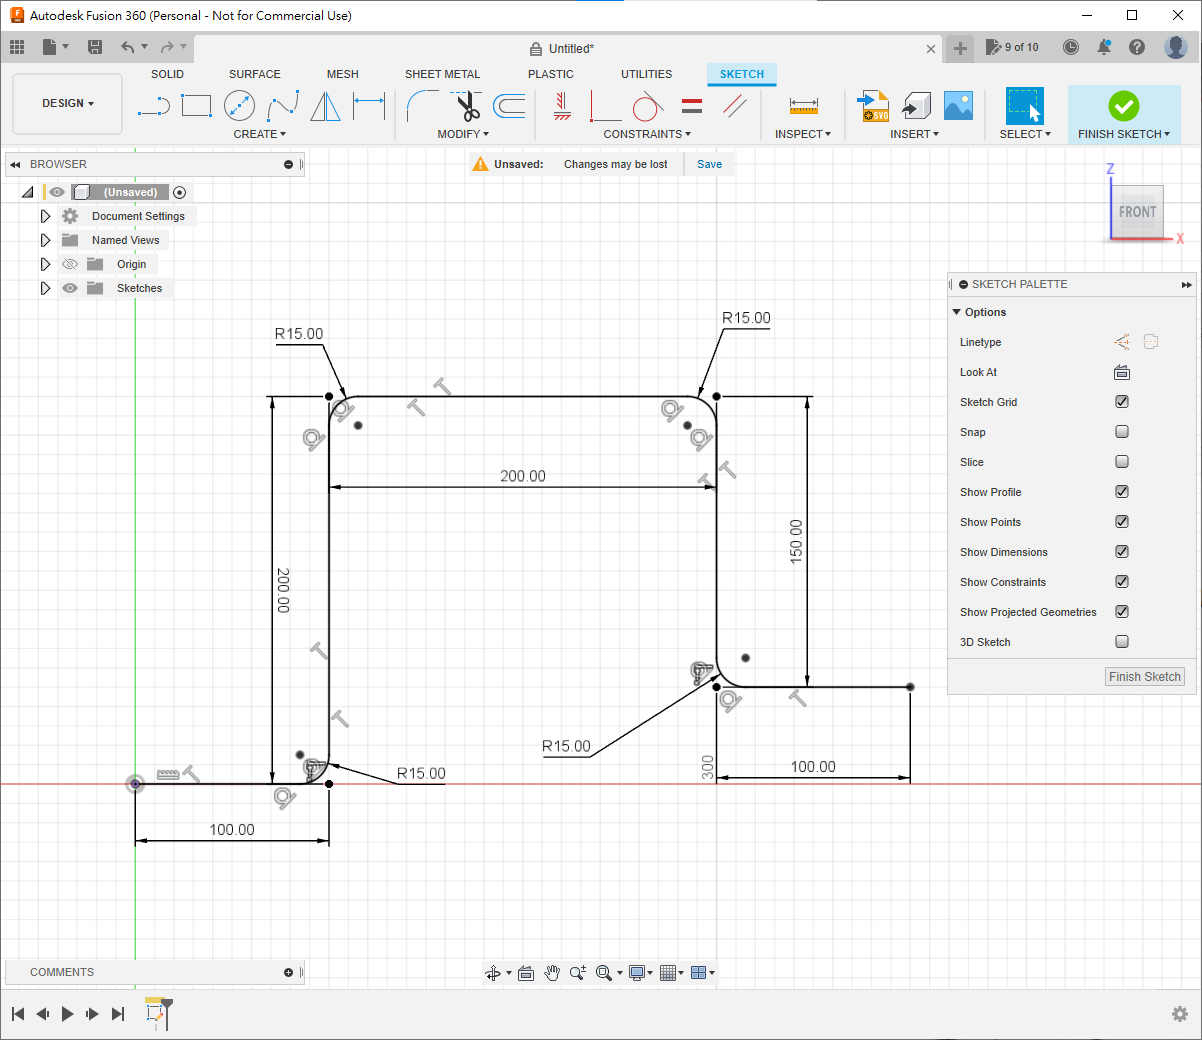 Autodesk Fusion 360 (Personal - Not for Commercial Use)
Untitled*
9 of 10
SOLID SURFACE MESH SHEET METAL PLASTIC UTILITIES SKETCH
DESIGN
SVG
CREATE MODIFY CONSTRAINTS INSPECT INSERT SELECT FINISH SKETCH
BROWSER
Unsaved: Changes may be lost Save
(Unsaved)
Document Settings
Named Views
Origin
Sketches
Z
FRONT
X
SKETCH PALETTE
Options
Linetype
Look At
Sketch Grid
Snap
Slice
Show Profile
Show Points
Show Dimensions
Show Constraints
Show Projected Geometries
3D Sketch
Finish Sketch
R15.00
R15.00
200.00
150.00
200.00
R15.00
R15.00
300
100.00
100.00
COMMENTS